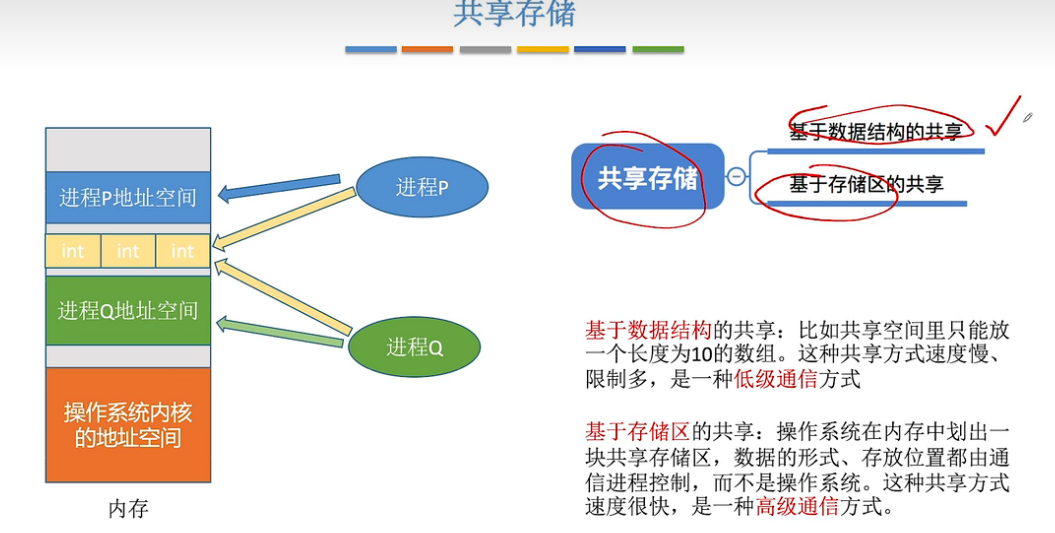 共享存储
进程P地址空间
int int int
进程Q地址空间
操作系统内核
的地址空间
内存
进程P
进程Q
共享存储
基于数据结构的共享
基于存储区的共享
基于数据结构的共享：比如共享空间里只能放
一个长度为10的数组。这种共享方式速度慢、
限制多，是一种低级通信方式
基于存储区的共享：操作系统在内存中划出一
块共享存储区，数据的形式、存放位置都由通
信进程控制，而不是操作系统。这种共享方式
速度很快，是一种高级通信方式。